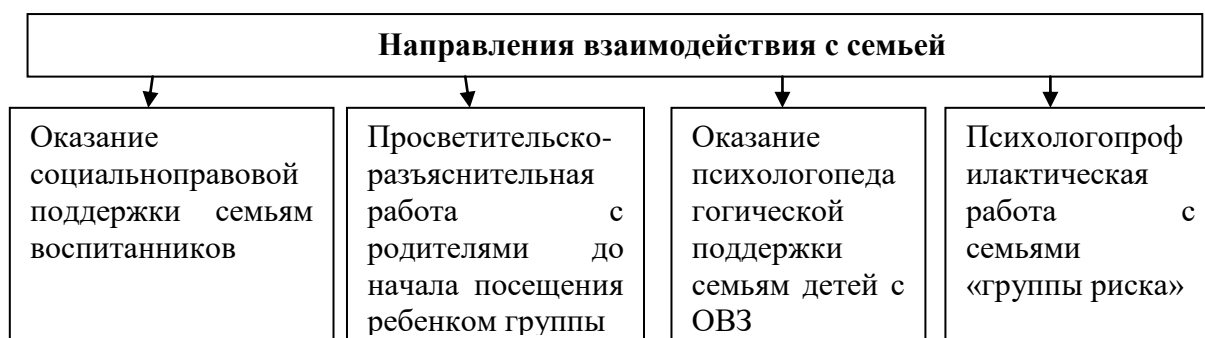 Направления взаимодействия с семьей
Оказание
социальноправовой
поддержки семьям
воспитанников
Просветительско-
разъяснительная
работа с
родителями до
начала посещения
ребенком группы
Оказание
психологопеда
гогической
поддержки
семьям детей с
ОВЗ
Психологопроф
илактическая
работа с
семьями
«группы риска»